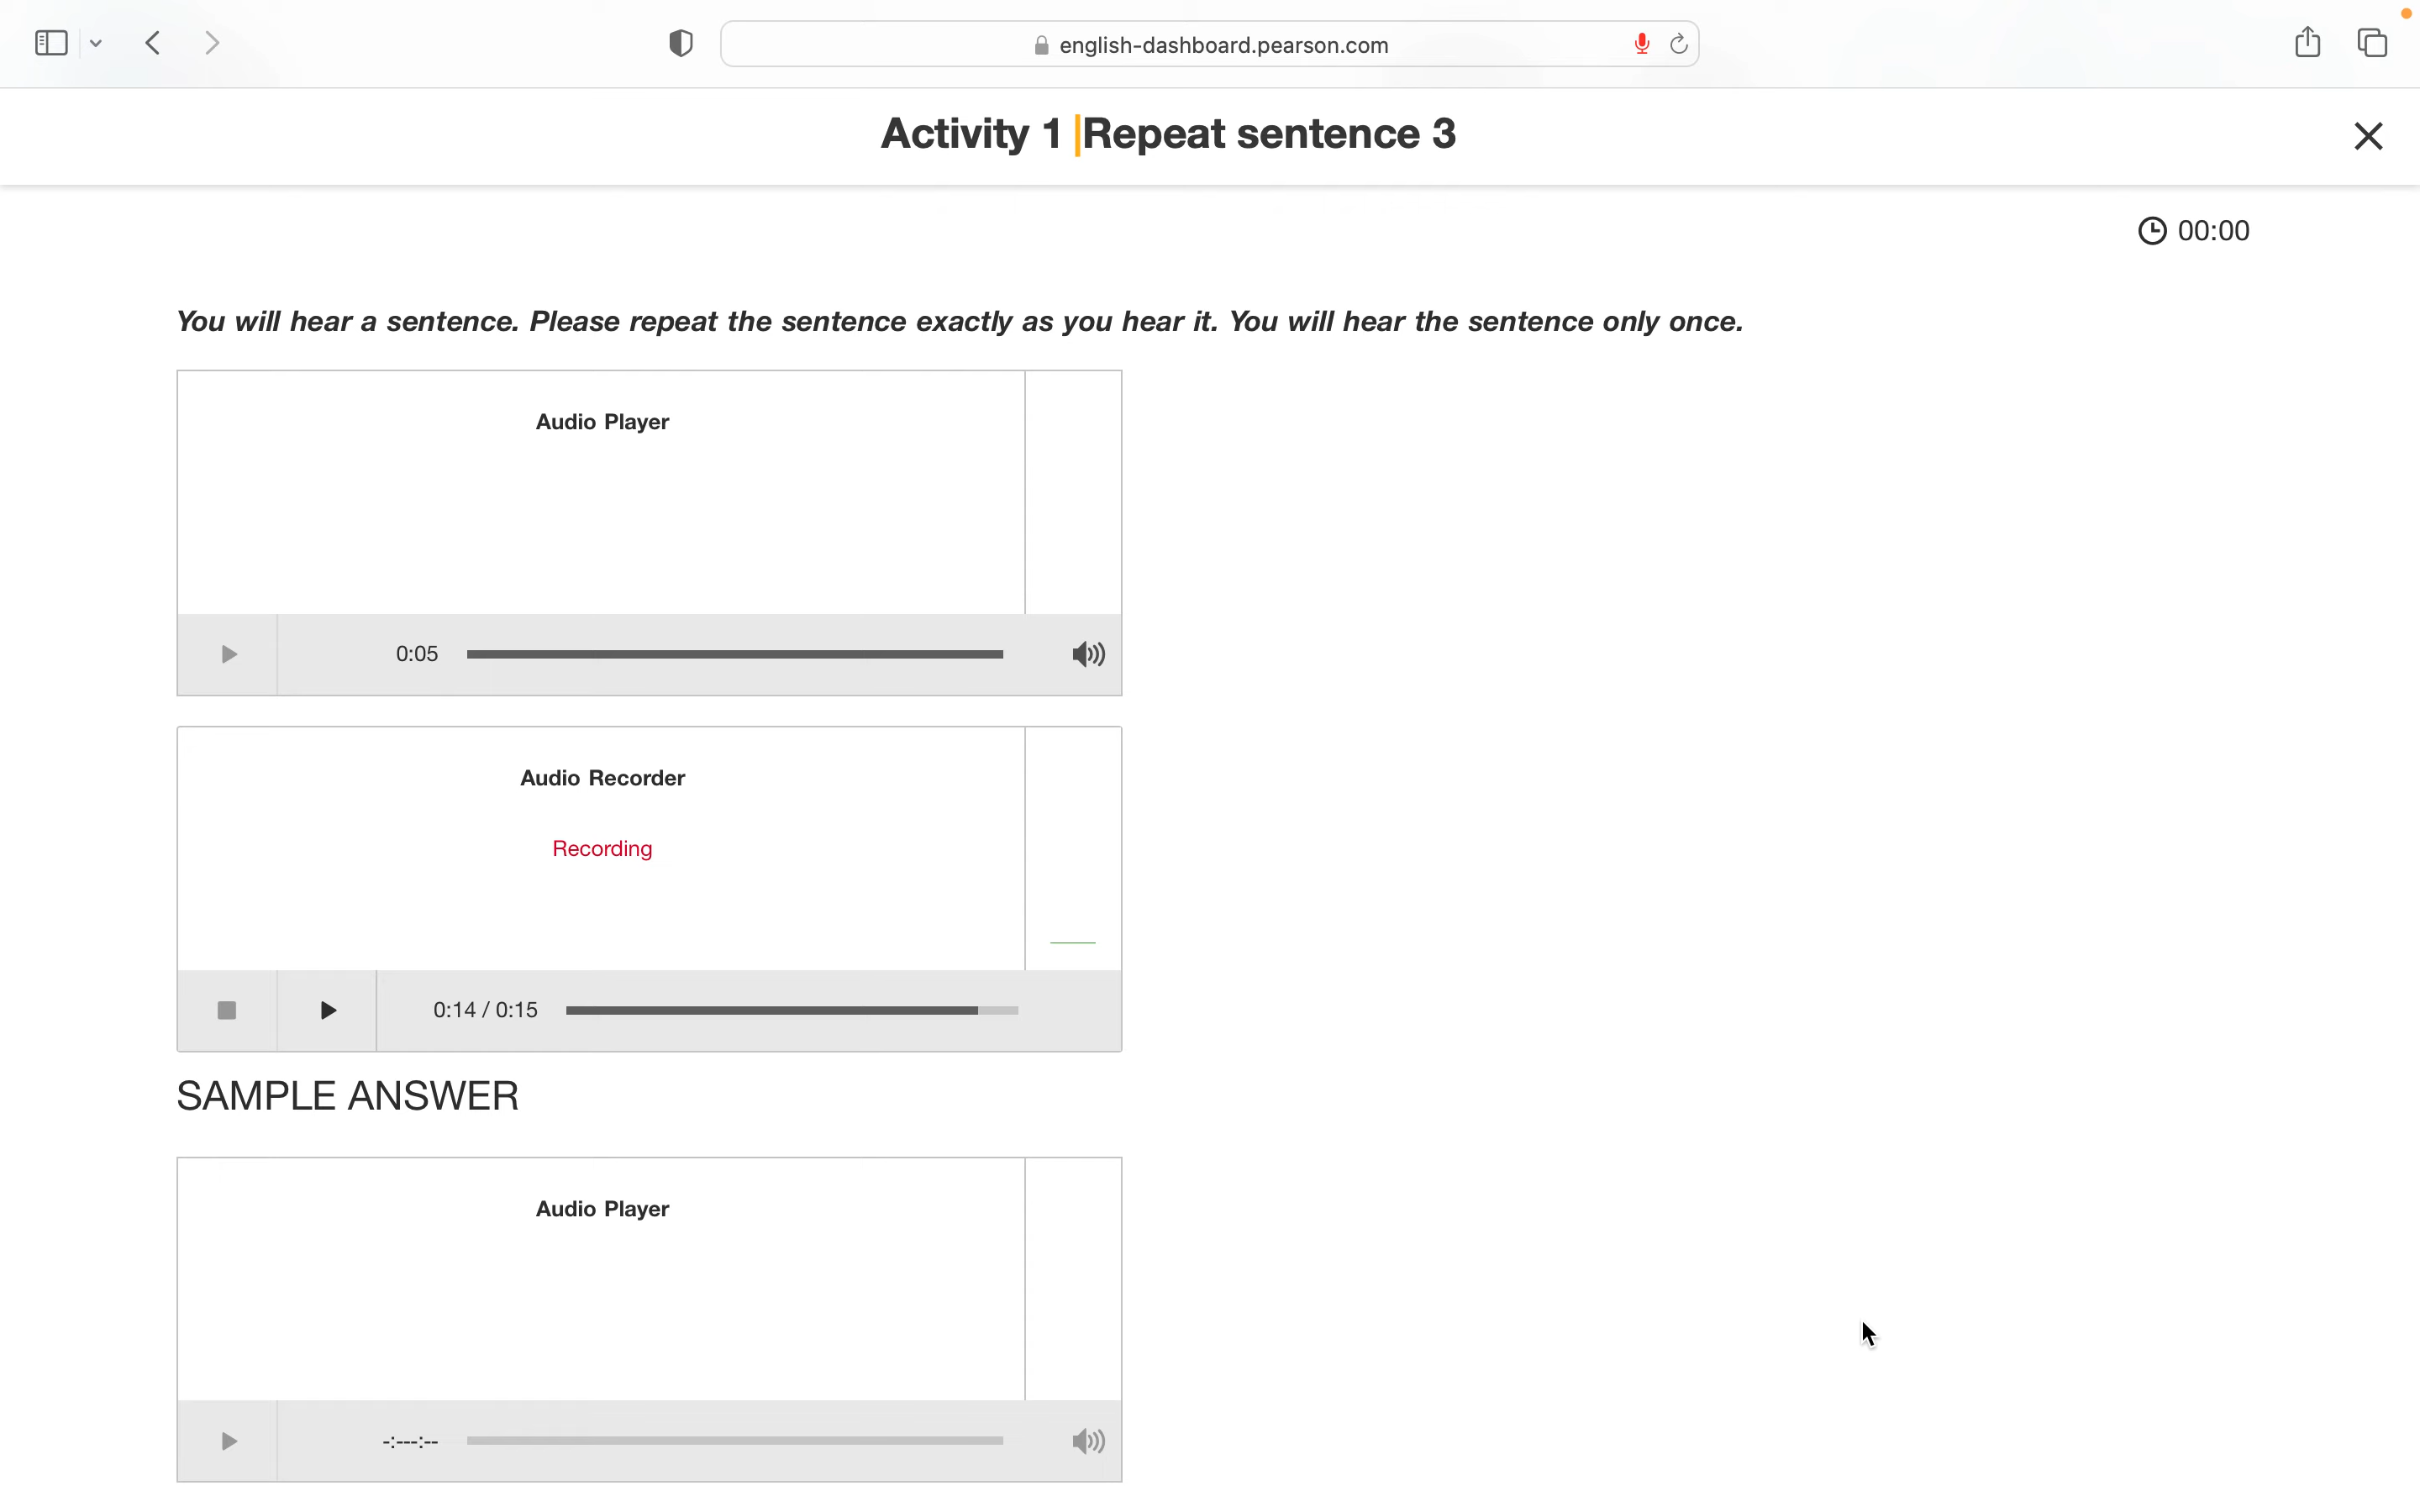 english-dashboard.pearson.com
Activity 1 |Repeat sentence 3
00:00
You will hear a sentence. Please repeat the sentence exactly as you hear it. You will hear the sentence only once.
Audio Player
0:05
Audio Recorder
Recording
0:14 / 0:15
SAMPLE ANSWER
Audio Player
-:--
-:--